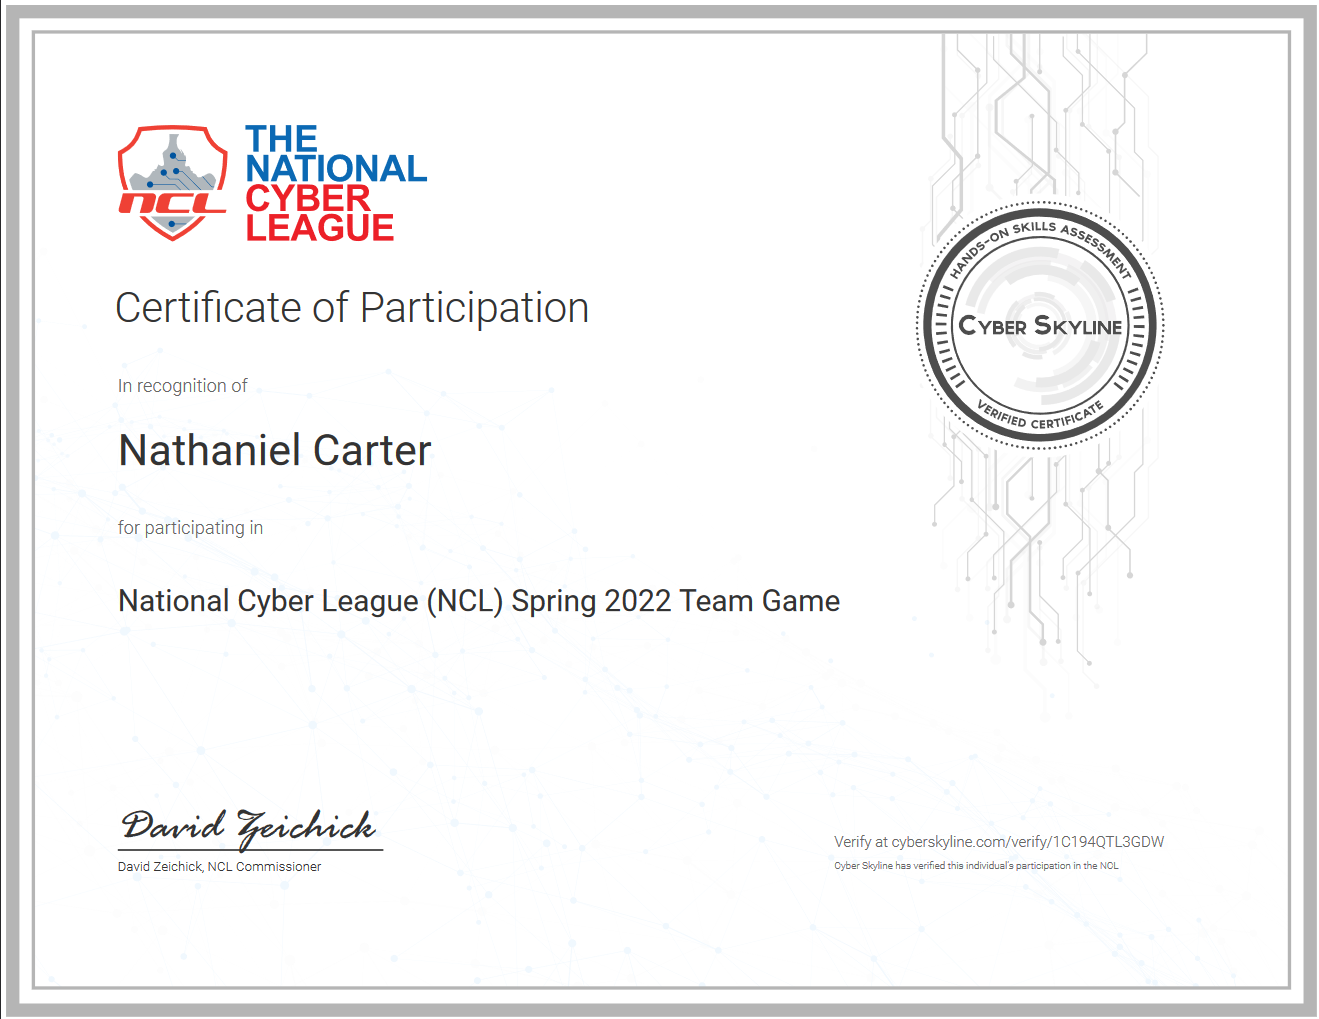 THE
NATIONAL
CYBER
LEAGUE
NCL
Certificate of Participation
In recognition of
Nathaniel Carter
for participating in
National Cyber League (NCL) Spring 2022 Team Game
HANDS-ON SKILLS ASSESSMENT
CYBER SKYLINE
VERIFIED CERTIFICATE
David Zeichick
David Zeichick, NCL Commissioner
Verify at cyberskyline.com/verify/1C194QTL3GDW
Cyber Skyline has verified this individual's participation in the NCL